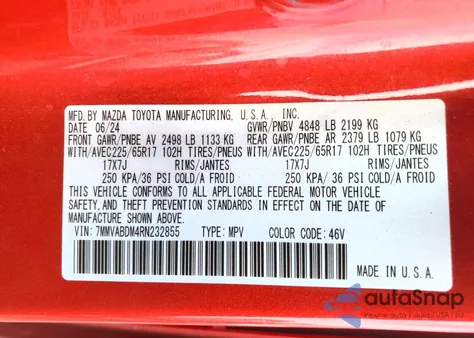 MFD. BY MAZDA TOYOTA MANUFACTURING, U.S.A., INC.
DATE 06/24 GVWR/PNBV 4848 LB 2199 KG
FRONT GAWR/PNBE AV 2498 LB 1133 KG REAR GAWR/PNBE AR 2379 LB 1079 KG
WITH/AVEC225/65R17 102H TIRES/PNEUS WITH/AVEC225/65R17 102H TIRES/PNEUS
17X7J RIMS/JANTES 17X7J RIMS/JANTES
250 KPA/36 PSI COLD/A FROID 250 KPA/36 PSI COLD/A FROID
THIS VEHICLE CONFORMS TO ALL APPLICABLE FEDERAL MOTOR VEHICLE
SAFETY, AND THEFT PREVENTION STANDARDS IN EFFECT ON THE DATE OF
MANUFACTURE SHOWN ABOVE.
VIN: 7MMVABDM4RN232855 TYPE: MPV COLOR CODE: 46V
MADE IN U.S.A.
autoSnap